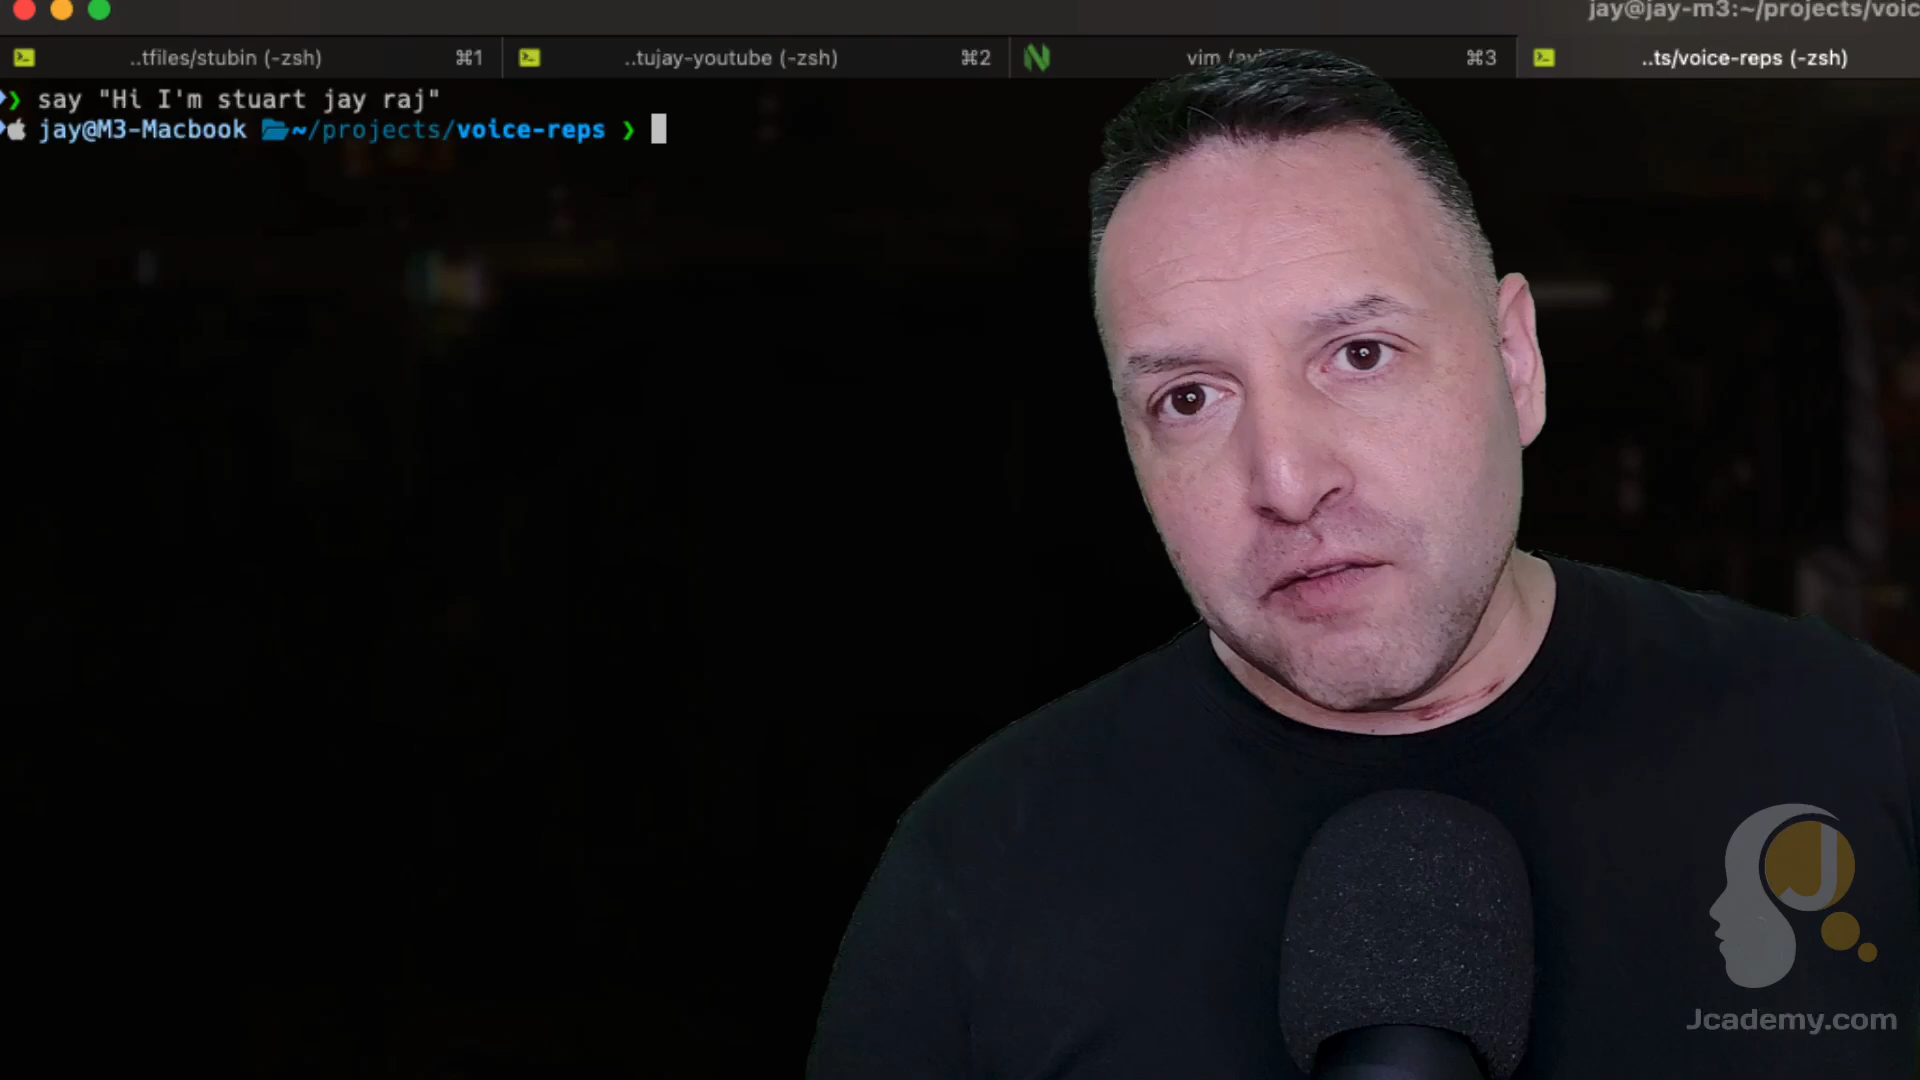 jay@jay-m3:~/projects/voic
..tfiles/stubin (-zsh) ⌘1 ..tujay-youtube (-zsh) ⌘2 vim ⌘3 ..ts/voice-reps (-zsh)
❯ say "Hi I'm stuart jay raj"
jay@M3-Macbook ~/projects/voice-reps ❯
J
Jcademy.com